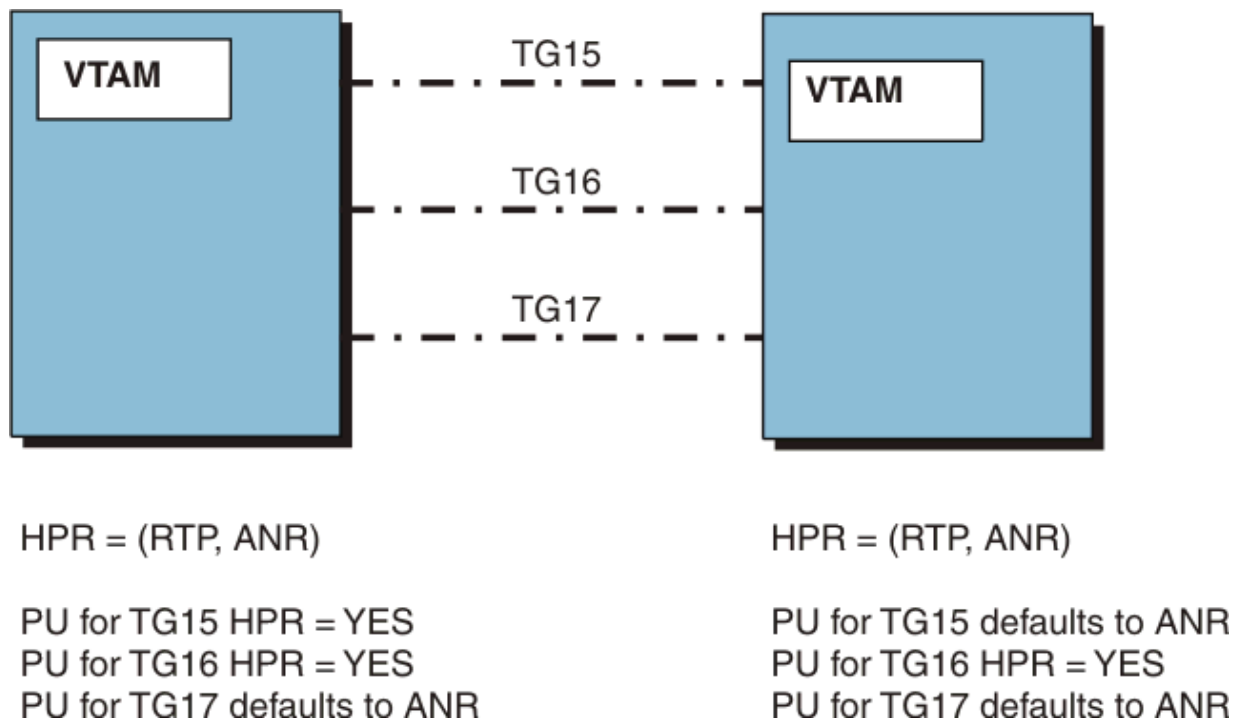 VTAM
TG15
VTAM
TG16
TG17
HPR = (RTP, ANR)
PU for TG15 HPR = YES
PU for TG16 HPR = YES
PU for TG17 defaults to ANR
HPR = (RTP, ANR)
PU for TG15 defaults to ANR
PU for TG16 HPR = YES
PU for TG17 defaults to ANR